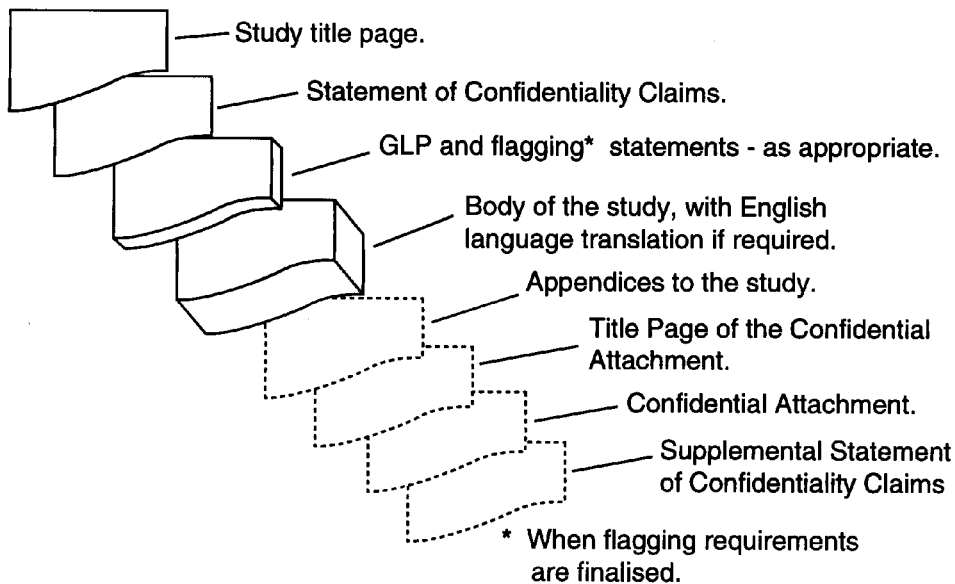 Study title page.
Statement of Confidentiality Claims.
GLP and flagging* statements - as appropriate.
Body of the study, with English
language translation if required.
Appendices to the study.
Title Page of the Confidential
Attachment.
Confidential Attachment.
Supplemental Statement
of Confidentiality Claims
* When flagging requirements
are finalised.